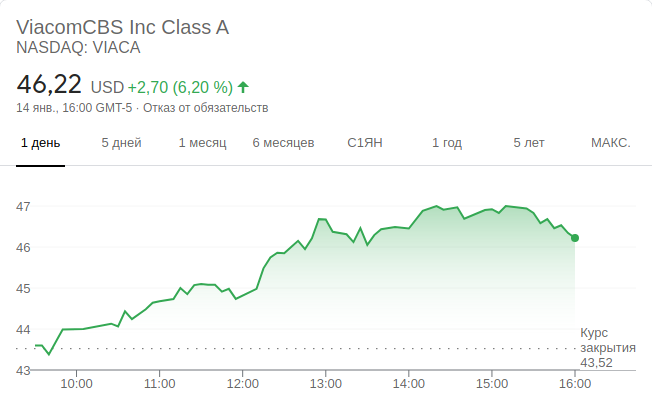 ViacomCBS Inc Class A
NASDAQ: VIACA
46,22 USD +2,70 (6,20 %)
14 янв., 16:00 GMT-5 · Отказ от обязательств
1 день 5 дней 1 месяц 6 месяцев С1ЯН 1 год 5 лет МАКС.
47
46
45
44
43
Курс
закрытия
43,52
10:00 11:00 12:00 13:00 14:00 15:00 16:00